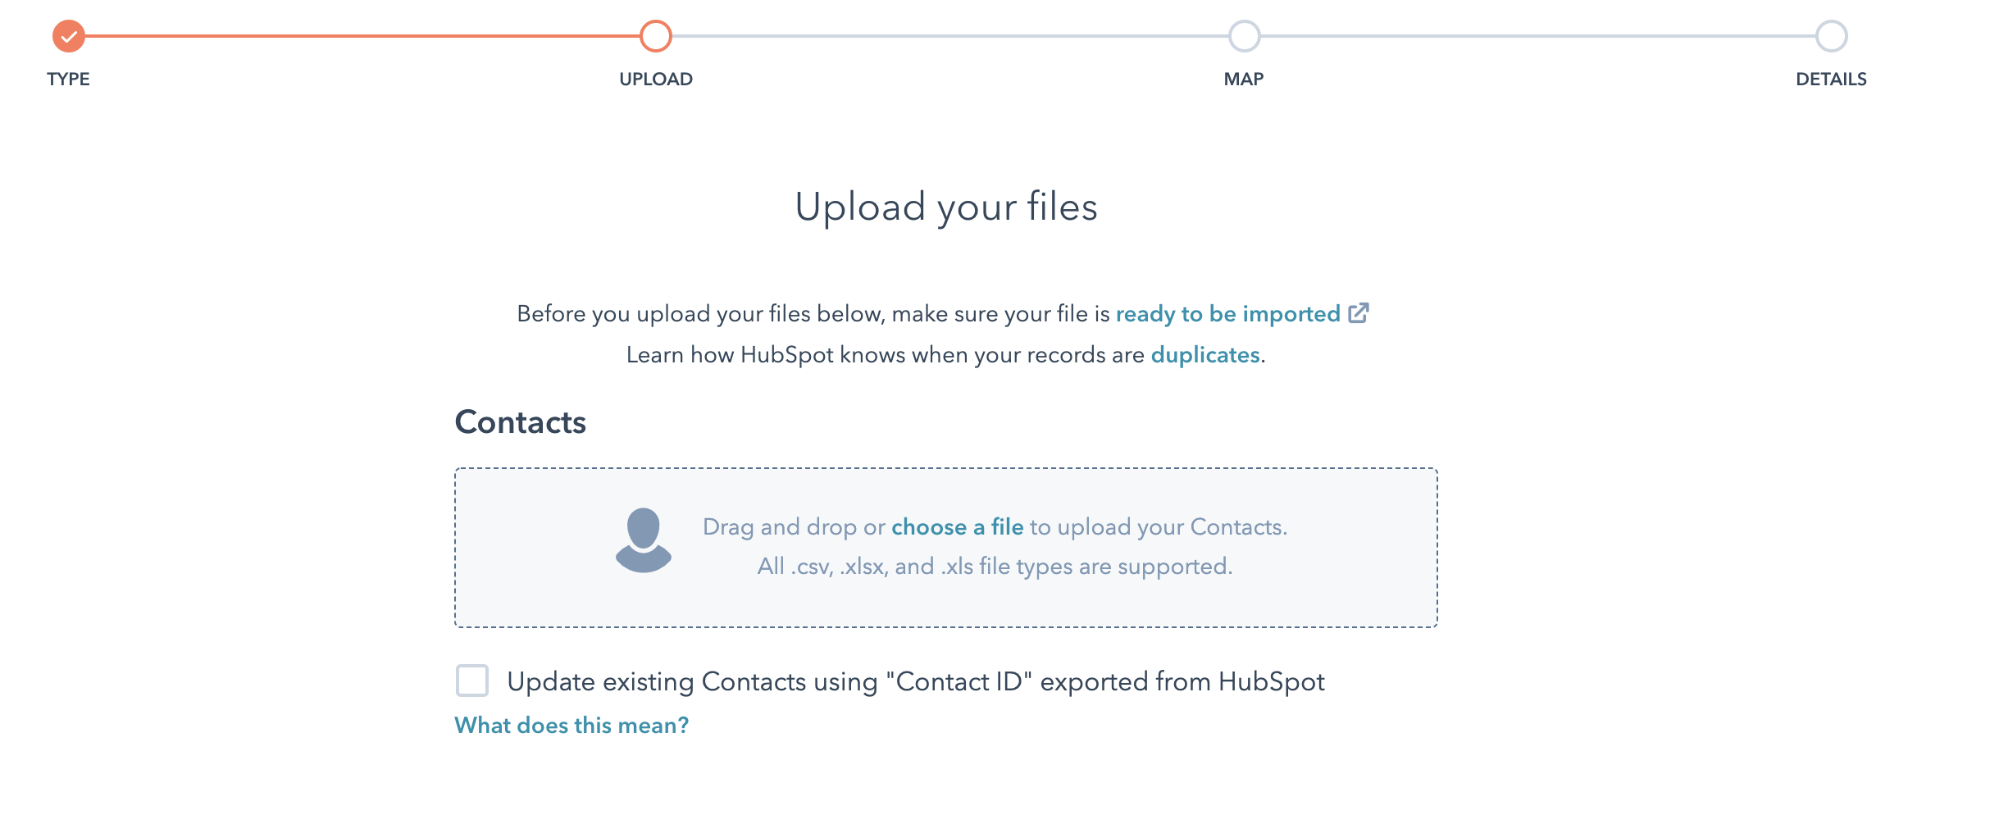 TYPE
UPLOAD
MAP
DETAILS
Upload your files
Before you upload your files below, make sure your file is ready to be imported
Learn how HubSpot knows when your records are duplicates.
Contacts
Drag and drop or choose a file to upload your Contacts.
All .csv, .xlsx, and .xls file types are supported.
Update existing Contacts using "Contact ID" exported from HubSpot
What does this mean?